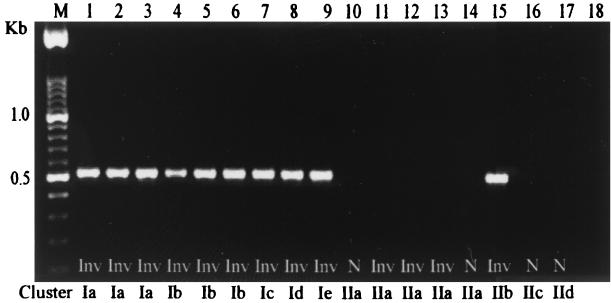 M 1 2 3 4 5 6 7 8 9 10 11 12 13 14 15 16 17 18
Kb
1.0
0.5
Inv Inv Inv Inv Inv Inv Inv Inv Inv N Inv Inv Inv N Inv N N
Cluster Ia Ia Ia Ib Ib Ib Ic Id Ie IIa IIa IIa IIa IIa IIb IIc IId